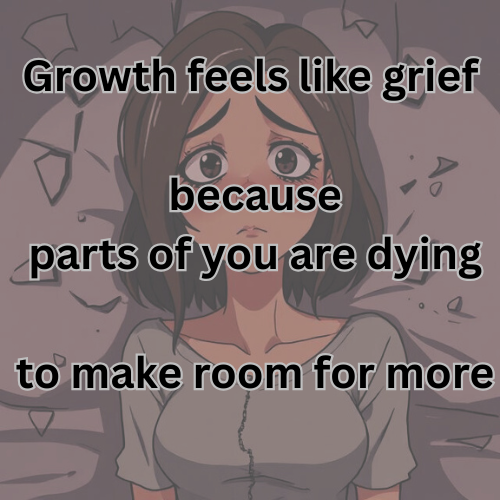 Growth feels like grief
because
parts of you are dying
to make room for more